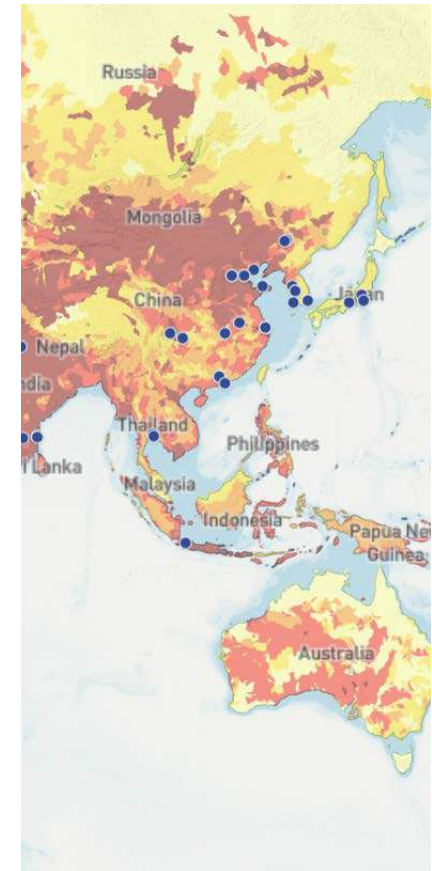 Russia
Mongolia
China
Japan
Nepal
ndia
Thailand
Philippines
i Lanka
Malaysia
Indonesia
Papua Ne
Guinea
Australia